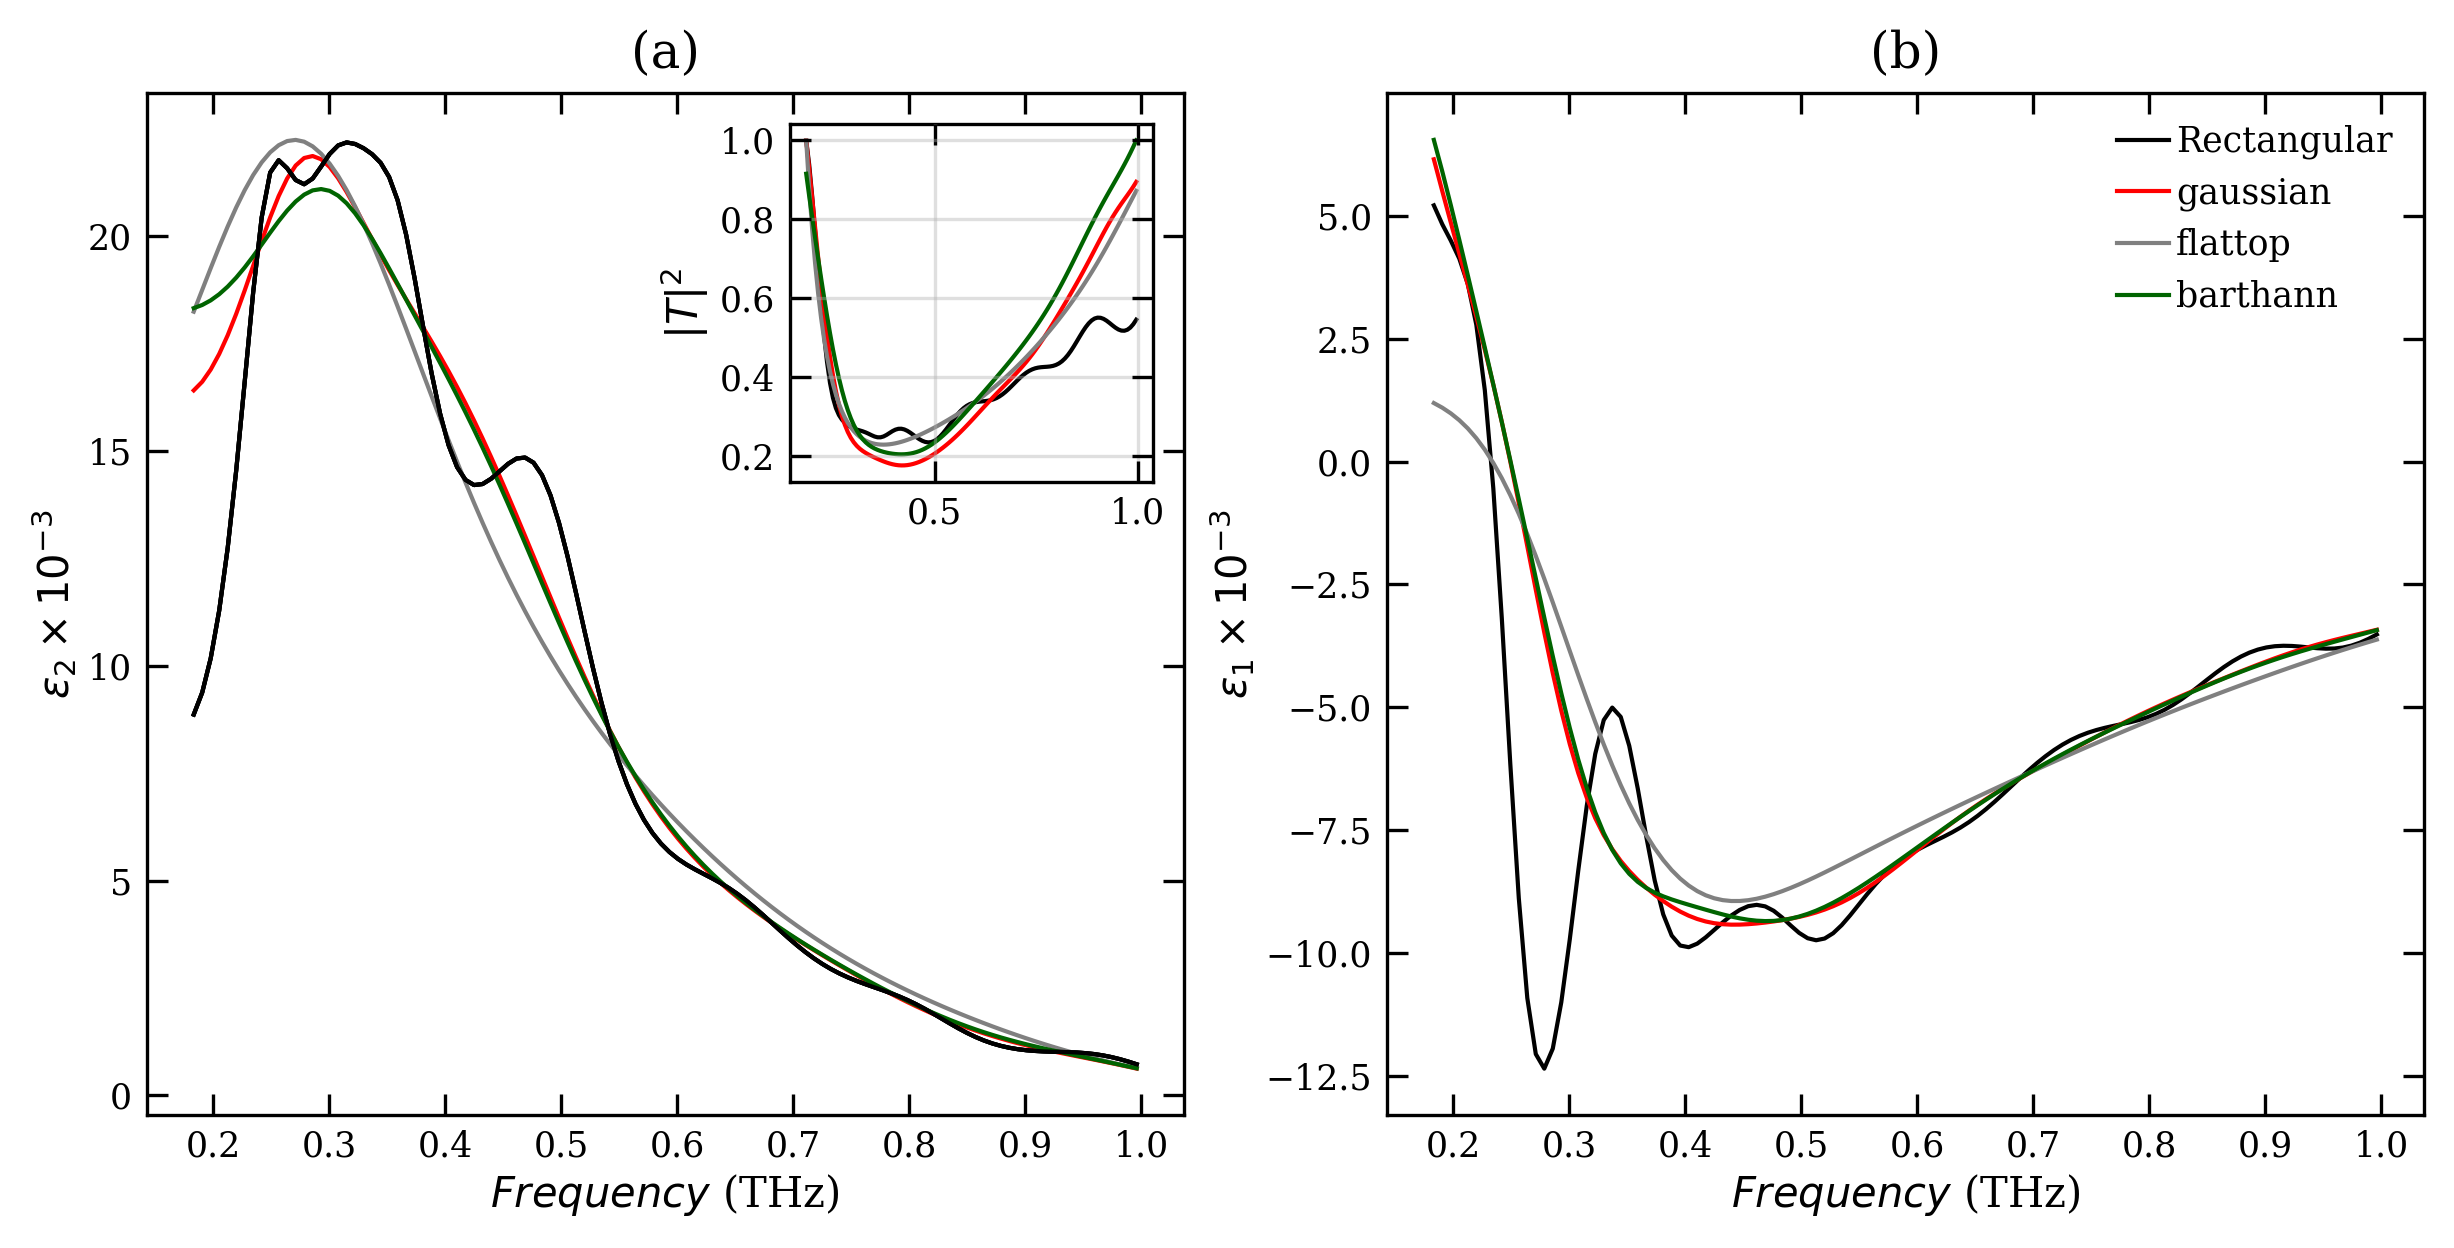 (a)
ε₂ × 10⁻³
20
15
10
5
0
0.2 0.3 0.4 0.5 0.6 0.7 0.8 0.9 1.0
Frequency (THz)
|T|²
1.0
0.8
0.6
0.4
0.2
0.5 1.0
(b)
ε₁ × 10⁻³
5.0
2.5
0.0
−2.5
−5.0
−7.5
−10.0
−12.5
0.2 0.3 0.4 0.5 0.6 0.7 0.8 0.9 1.0
Frequency (THz)
Rectangular
gaussian
flattop
barthann